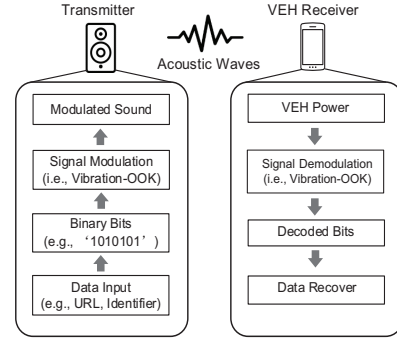 Transmitter
VEH Receiver
Acoustic Waves
Modulated Sound
Signal Modulation
(i.e., Vibration-OOK)
Binary Bits
(e.g., ‘1010101’)
Data Input
(e.g., URL, Identifier)
VEH Power
Signal Demodulation
(i.e., Vibration-OOK)
Decoded Bits
Data Recover